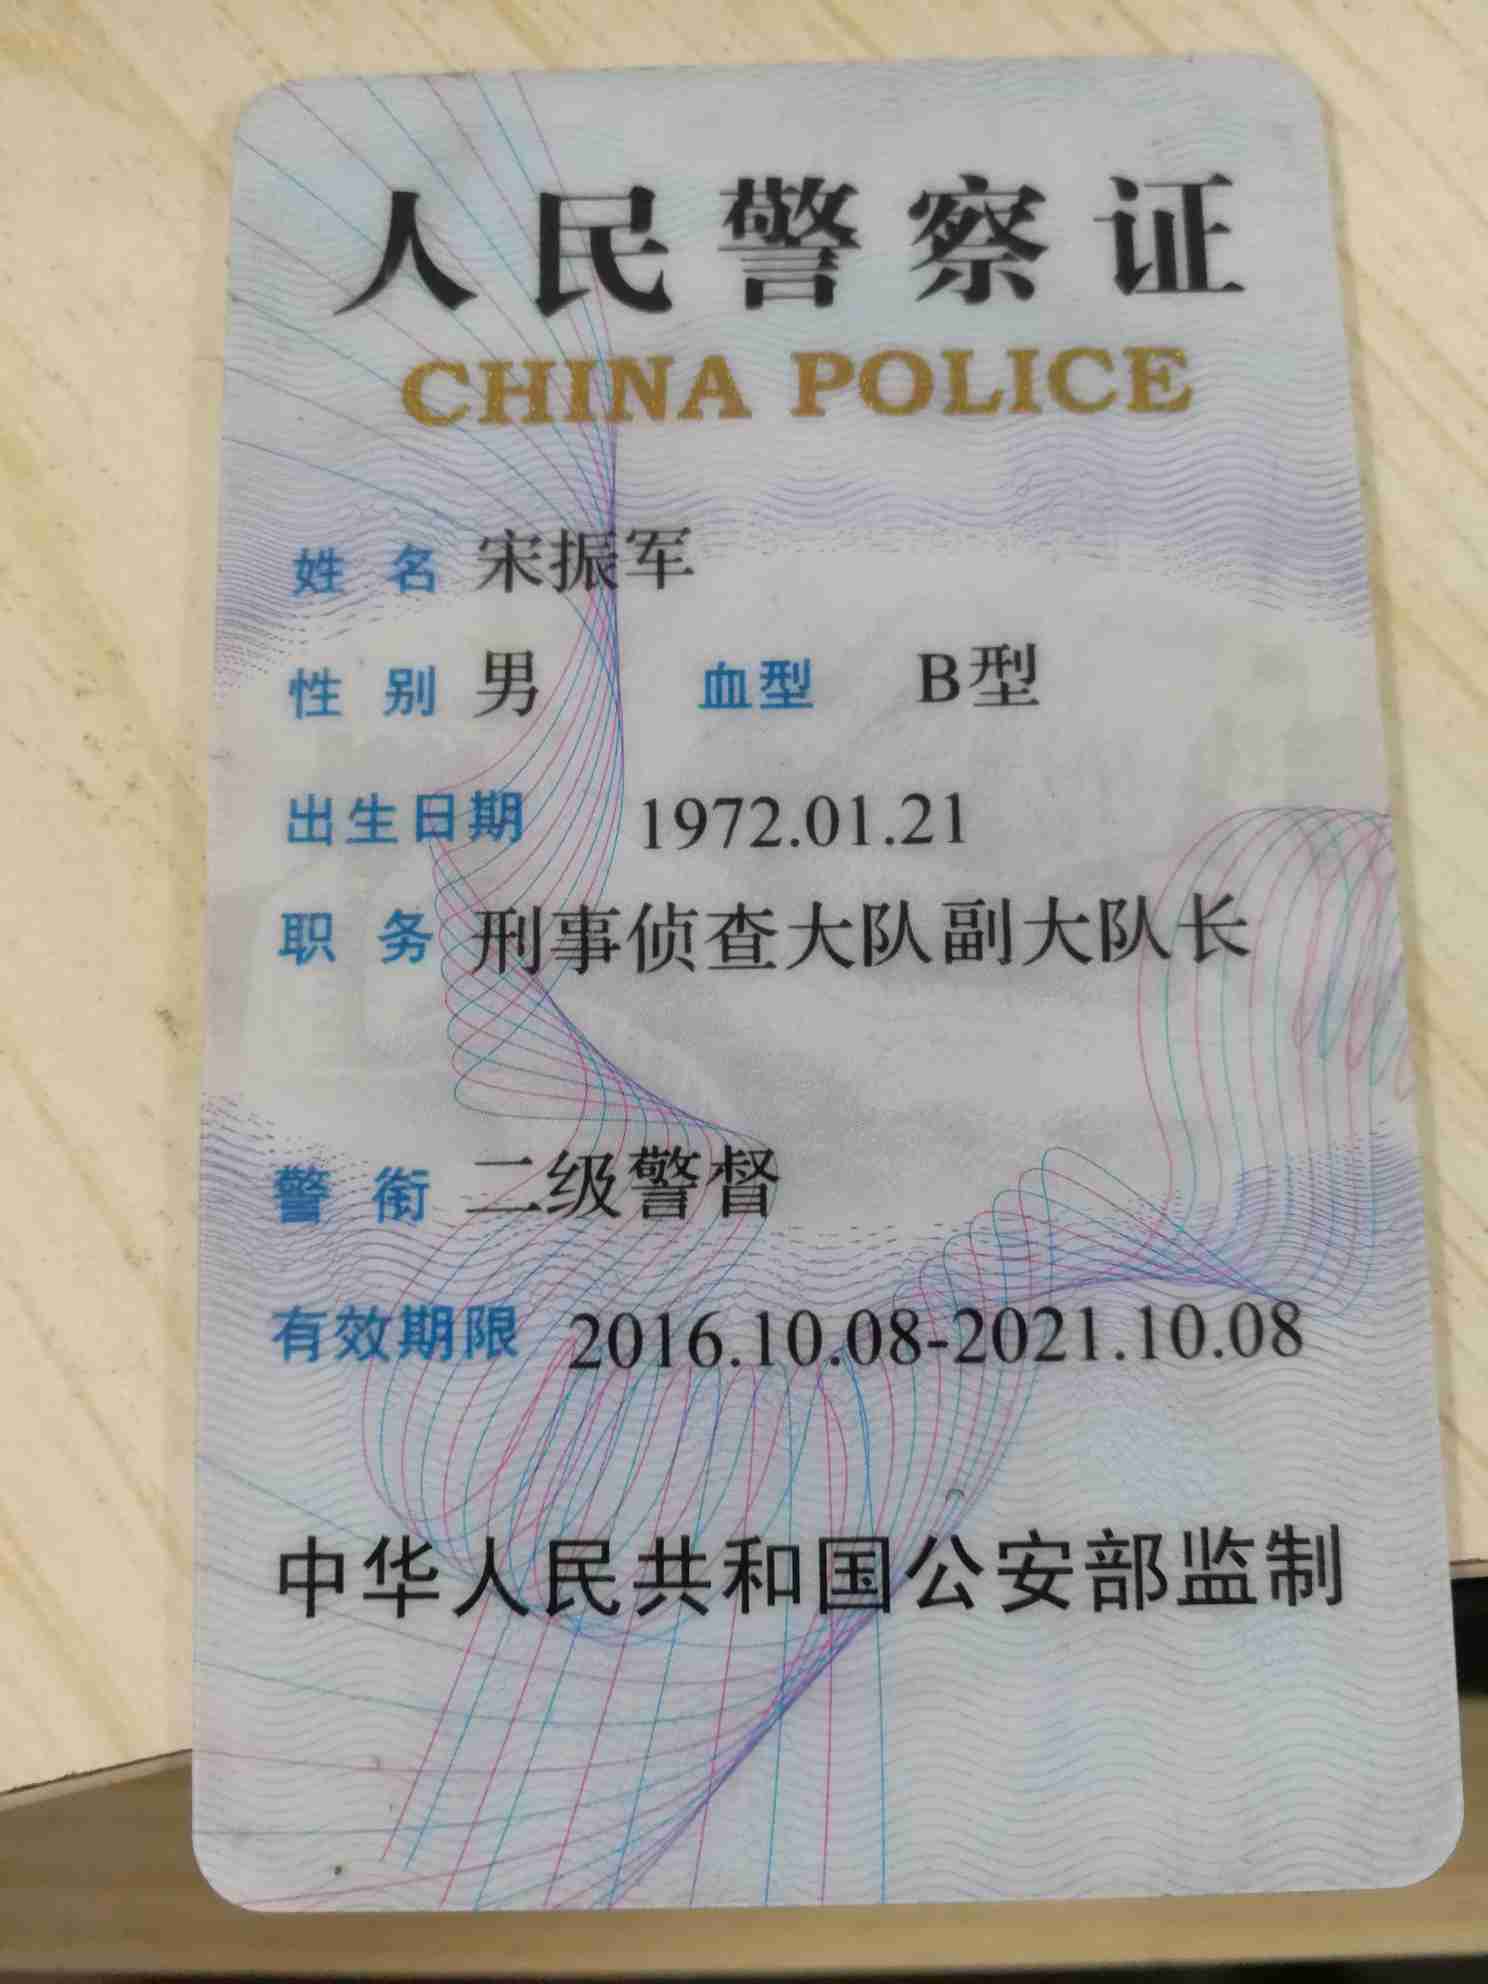 人民警察证
CHINA POLICE
姓 名 宋振军
性 别 男 血型 B型
出生日期 1972.01.21
职 务 刑事侦查大队副大队长
警 衔 二级警督
有效期限 2016.10.08-2021.10.08
中华人民共和国公安部监制